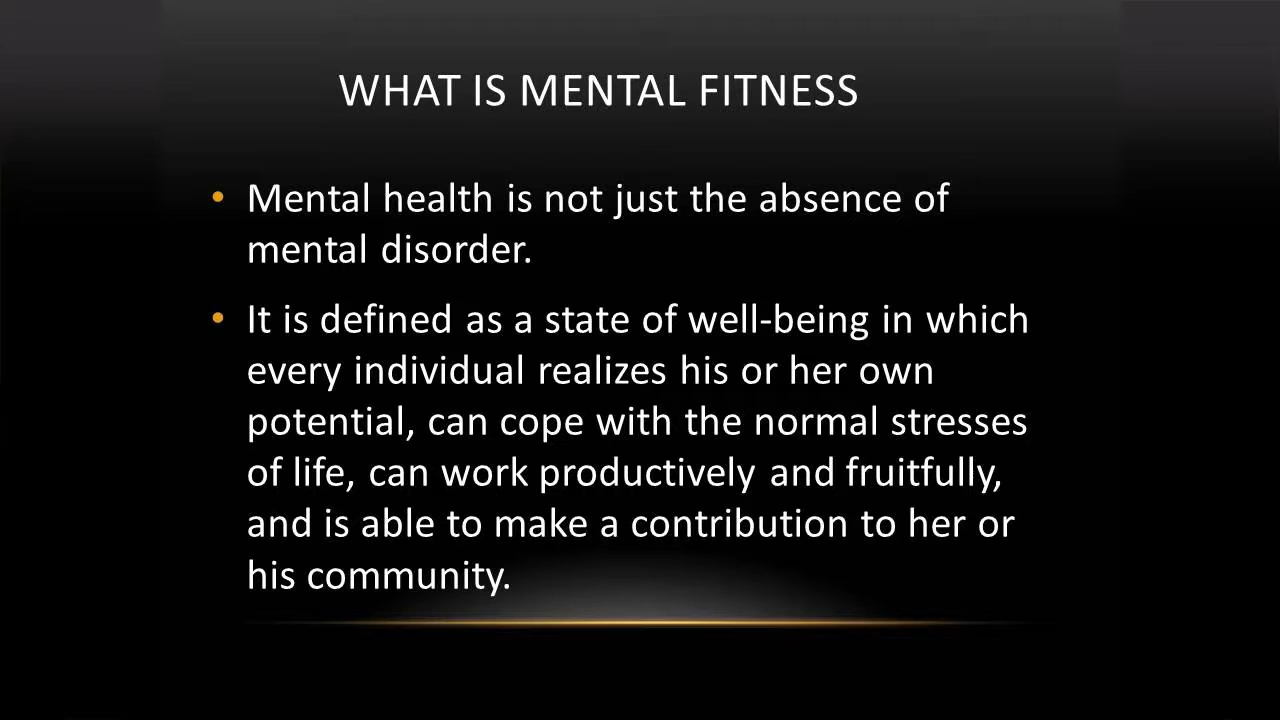 WHAT IS MENTAL FITNESS
• Mental health is not just the absence of
mental disorder.
• It is defined as a state of well-being in which
every individual realizes his or her own
potential, can cope with the normal stresses
of life, can work productively and fruitfully,
and is able to make a contribution to her or
his community.